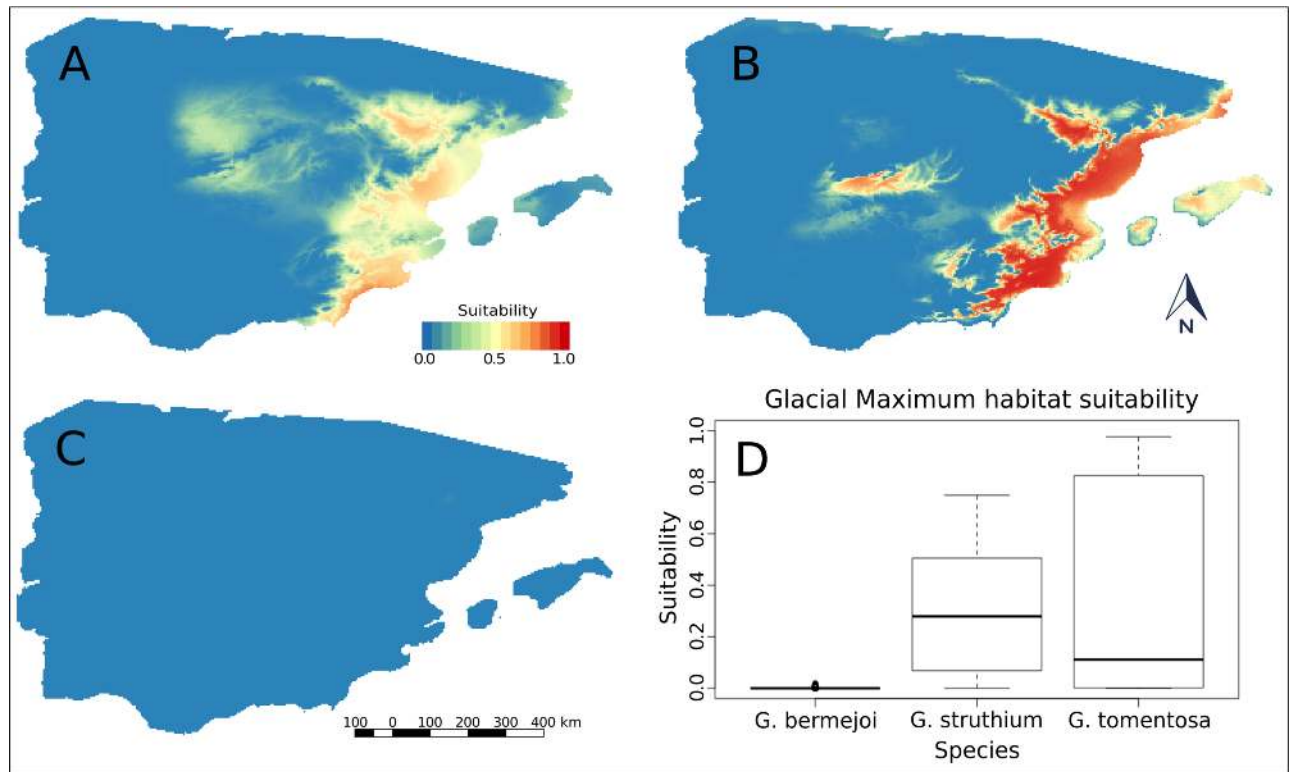 A
B
Suitability
0.0 0.5 1.0
N
C
100 0 100 200 300 400 km
Glacial Maximum habitat suitability
D
Suitability
1.0
0.8
0.6
0.4
0.2
0.0
G. bermejoi G. struthium G. tomentosa
Species